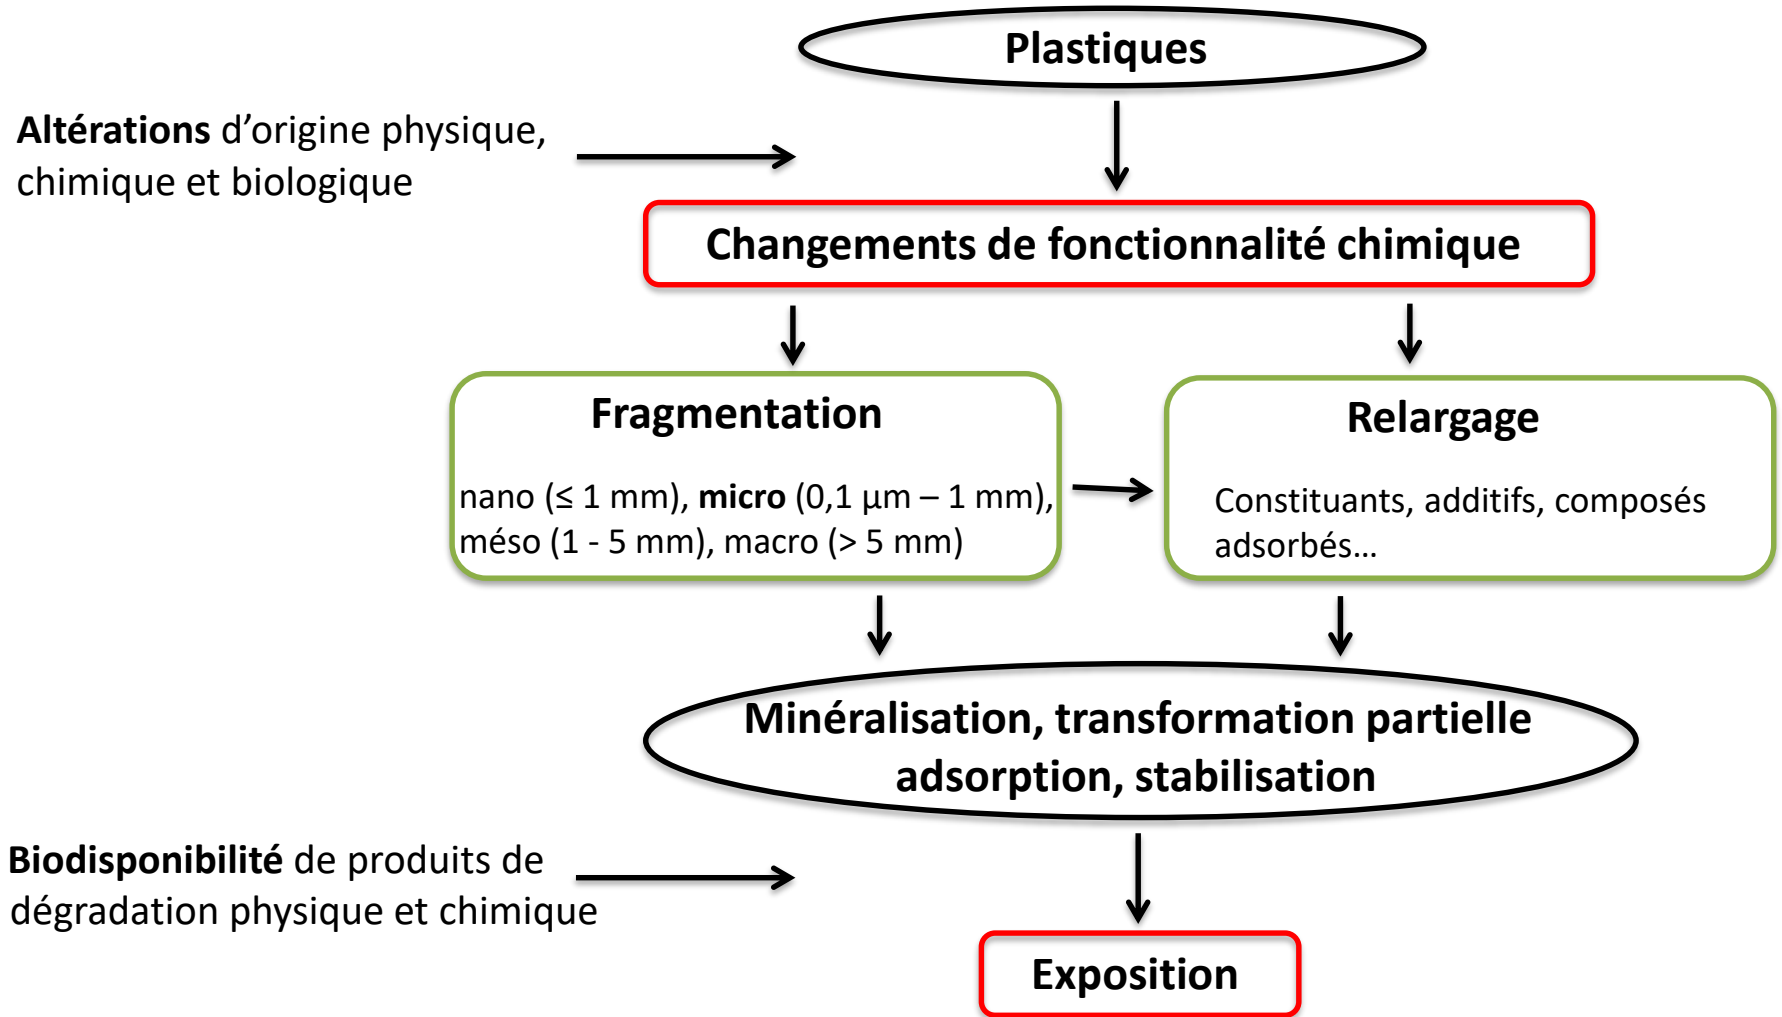 Plastiques
Altérations d’origine physique,
chimique et biologique
Changements de fonctionnalité chimique
Fragmentation
nano (≤ 1 mm), micro (0,1 µm – 1 mm),
méso (1 - 5 mm), macro (> 5 mm)
Relargage
Constituants, additifs, composés
adsorbés…
Minéralisation, transformation partielle
adsorption, stabilisation
Biodisponibilité de produits de
dégradation physique et chimique
Exposition